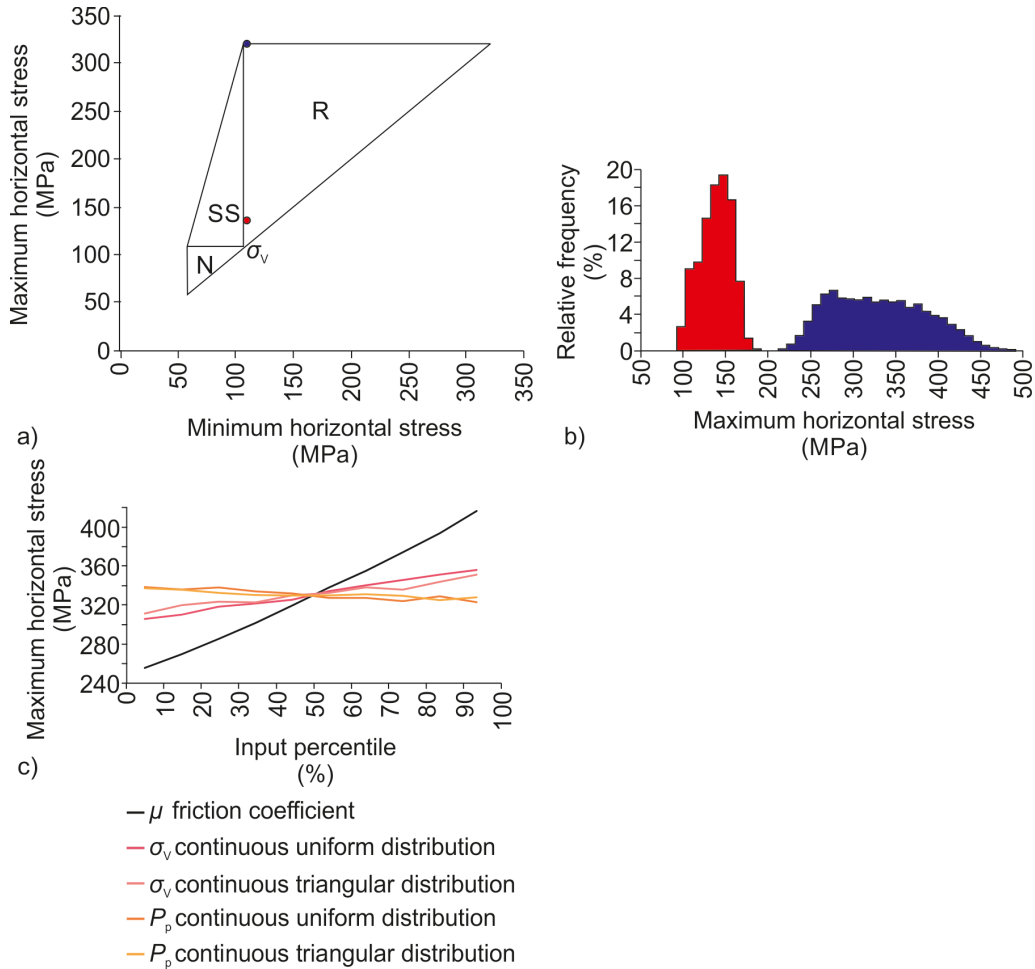 Maximum horizontal stress
(MPa)
350
300
250
200
150
100
50
0
R
SS
N
σV
0
50
100
150
200
250
300
350
Minimum horizontal stress
(MPa)
a)
Relative frequency
(%)
20
16
12
8
4
0
50
100
150
200
250
300
350
400
450
500
Maximum horizontal stress
(MPa)
b)
Maximum horizontal stress
(MPa)
400
360
320
280
240
0
10
20
30
40
50
60
70
80
90
100
Input percentile
(%)
c)
μ friction coefficient
σV continuous uniform distribution
σV continuous triangular distribution
Pp continuous uniform distribution
Pp continuous triangular distribution